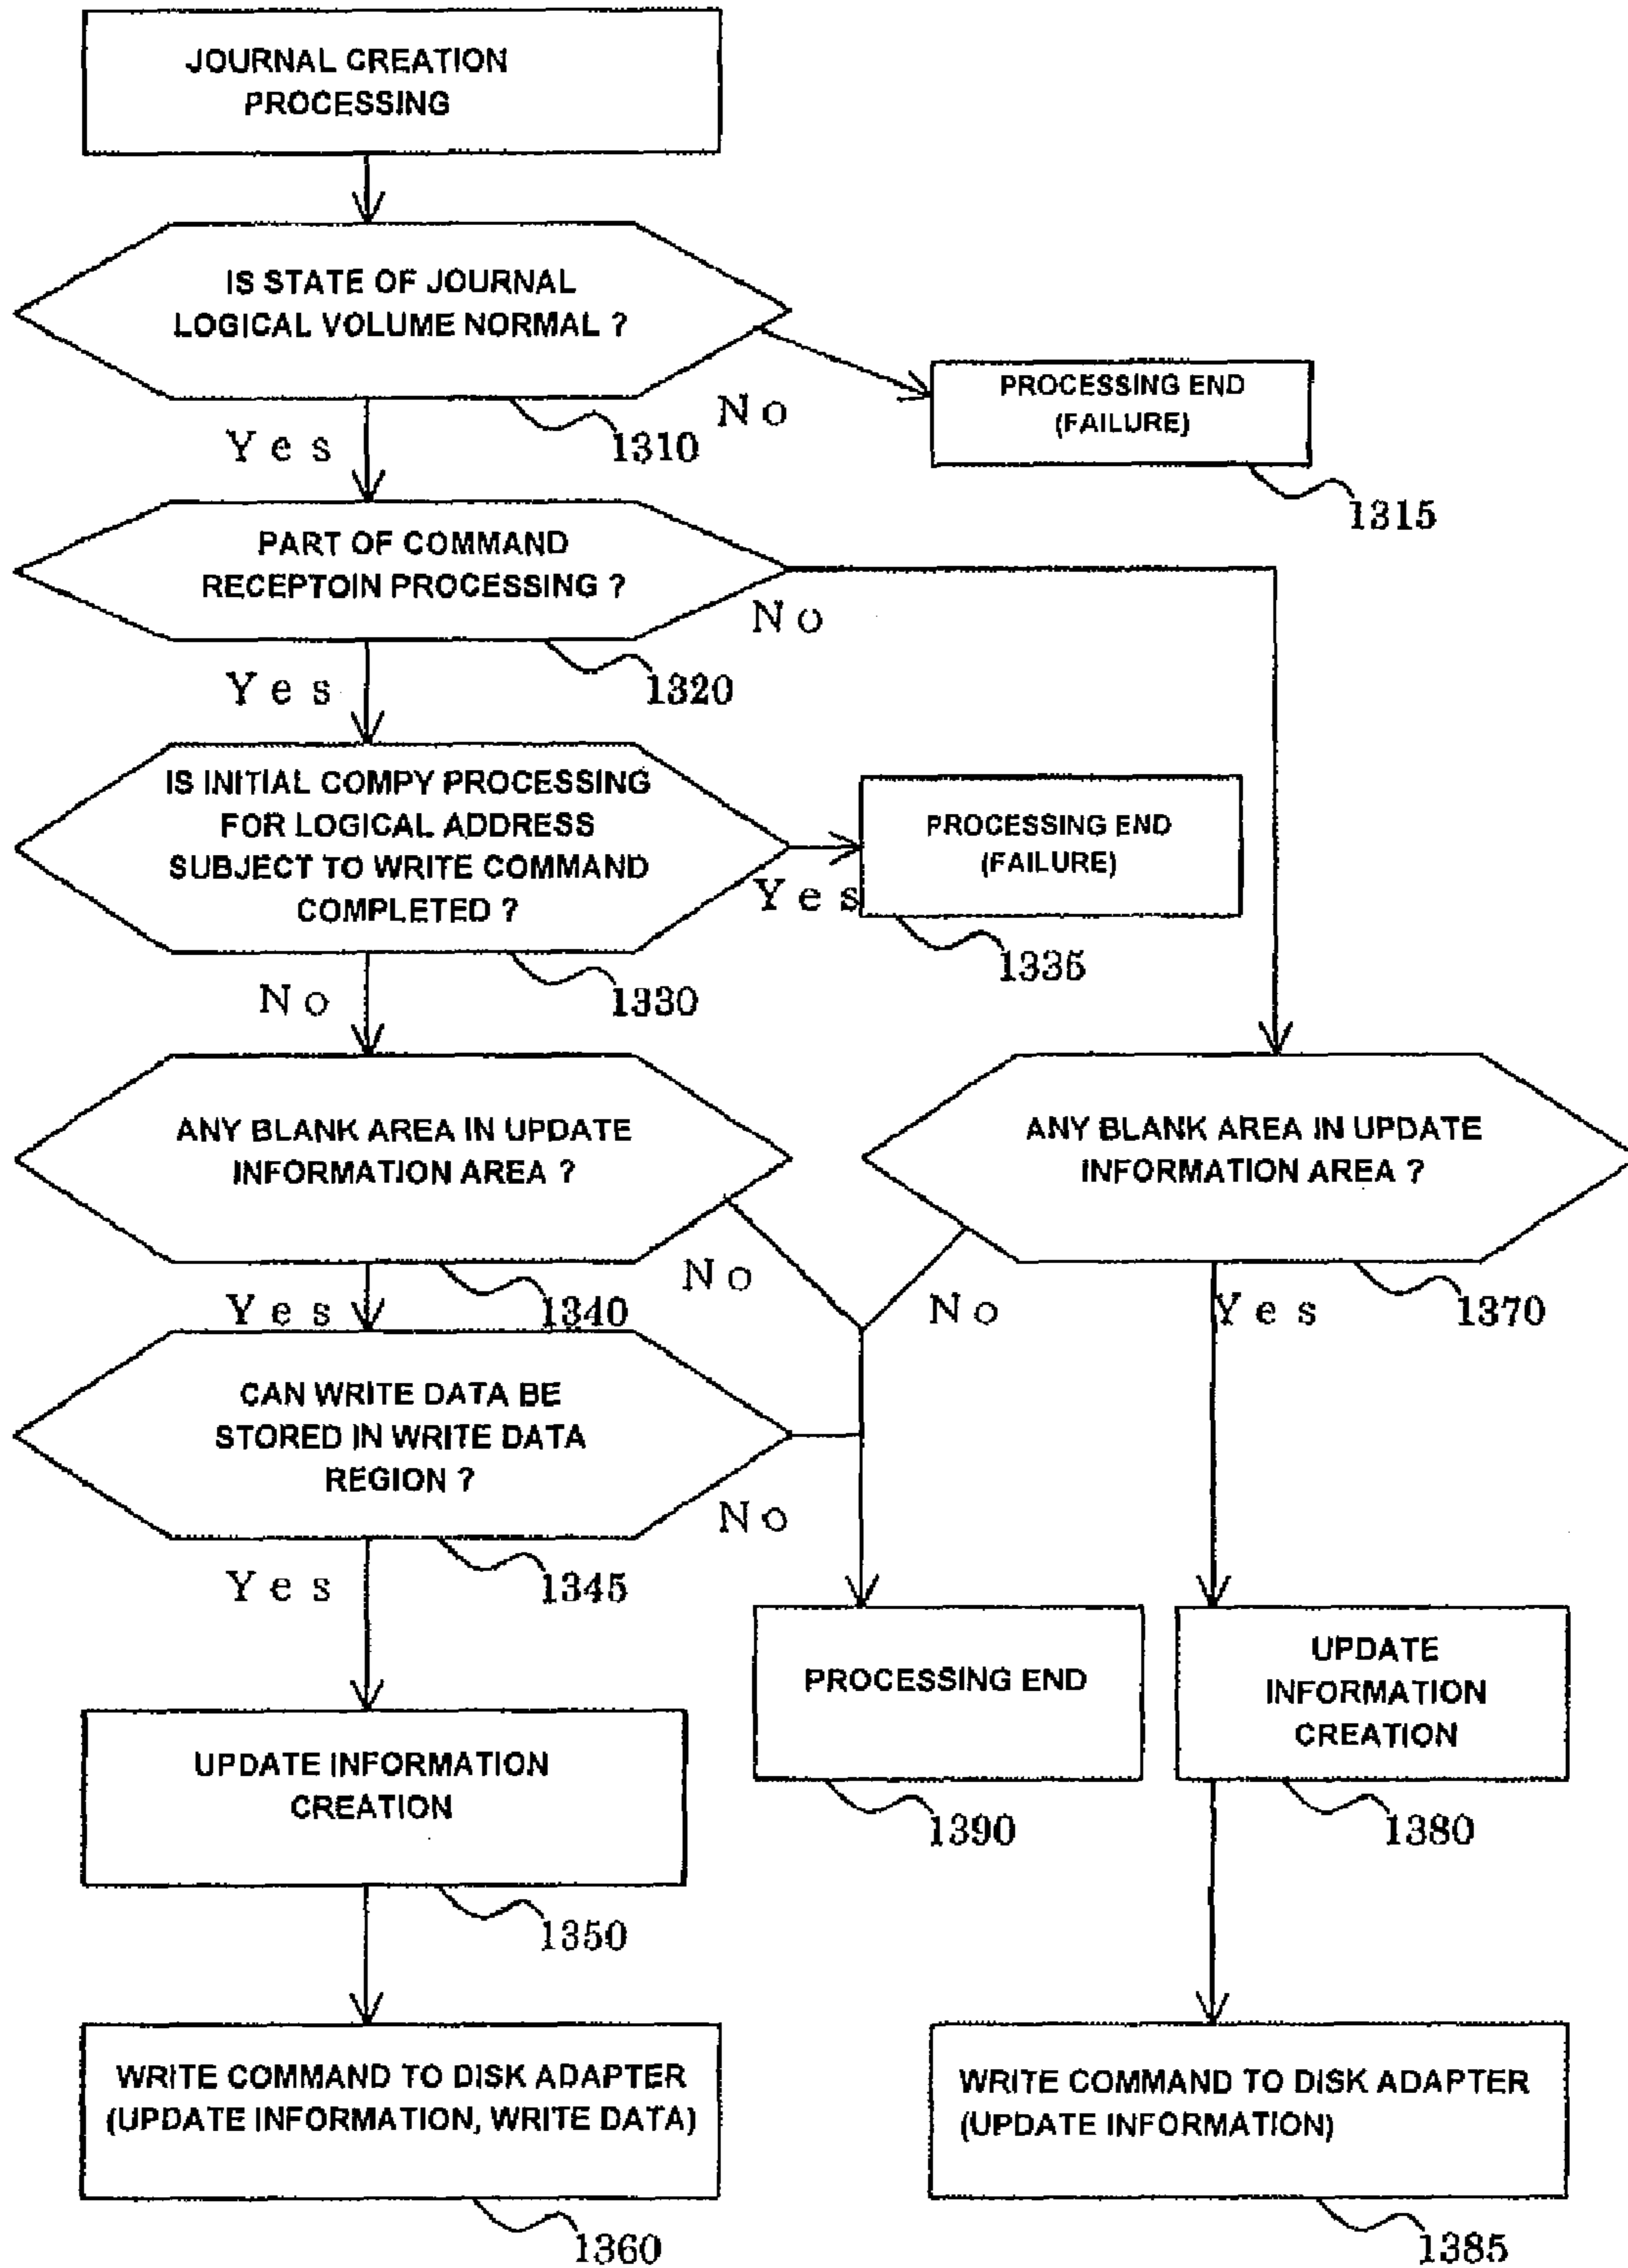 JOURNAL CREATION
PROCESSING
IS STATE OF JOURNAL
LOGICAL VOLUME NORMAL ?
No
PROCESSING END
(FAILURE)
Yes
1310
1315
PART OF COMMAND
RECEPTOIN PROCESSING ?
No
Yes
1320
IS INITIAL COMPY PROCESSING
FOR LOGICAL ADDRESS
SUBJECT TO WRITE COMMAND
COMPLETED ?
PROCESSING END
(FAILURE)
Yes
1335
No
1330
ANY BLANK AREA IN UPDATE
INFORMATION AREA ?
ANY BLANK AREA IN UPDATE
INFORMATION AREA ?
No
Yes
1340
No
Yes
1370
CAN WRITE DATA BE
STORED IN WRITE DATA
REGION ?
No
Yes
1345
PROCESSING END
UPDATE
INFORMATION
CREATION
UPDATE INFORMATION
CREATION
1390
1380
1350
WRITE COMMAND TO DISK ADAPTER
(UPDATE INFORMATION, WRITE DATA)
WRITE COMMAND TO DISK ADAPTER
(UPDATE INFORMATION)
1360
1385